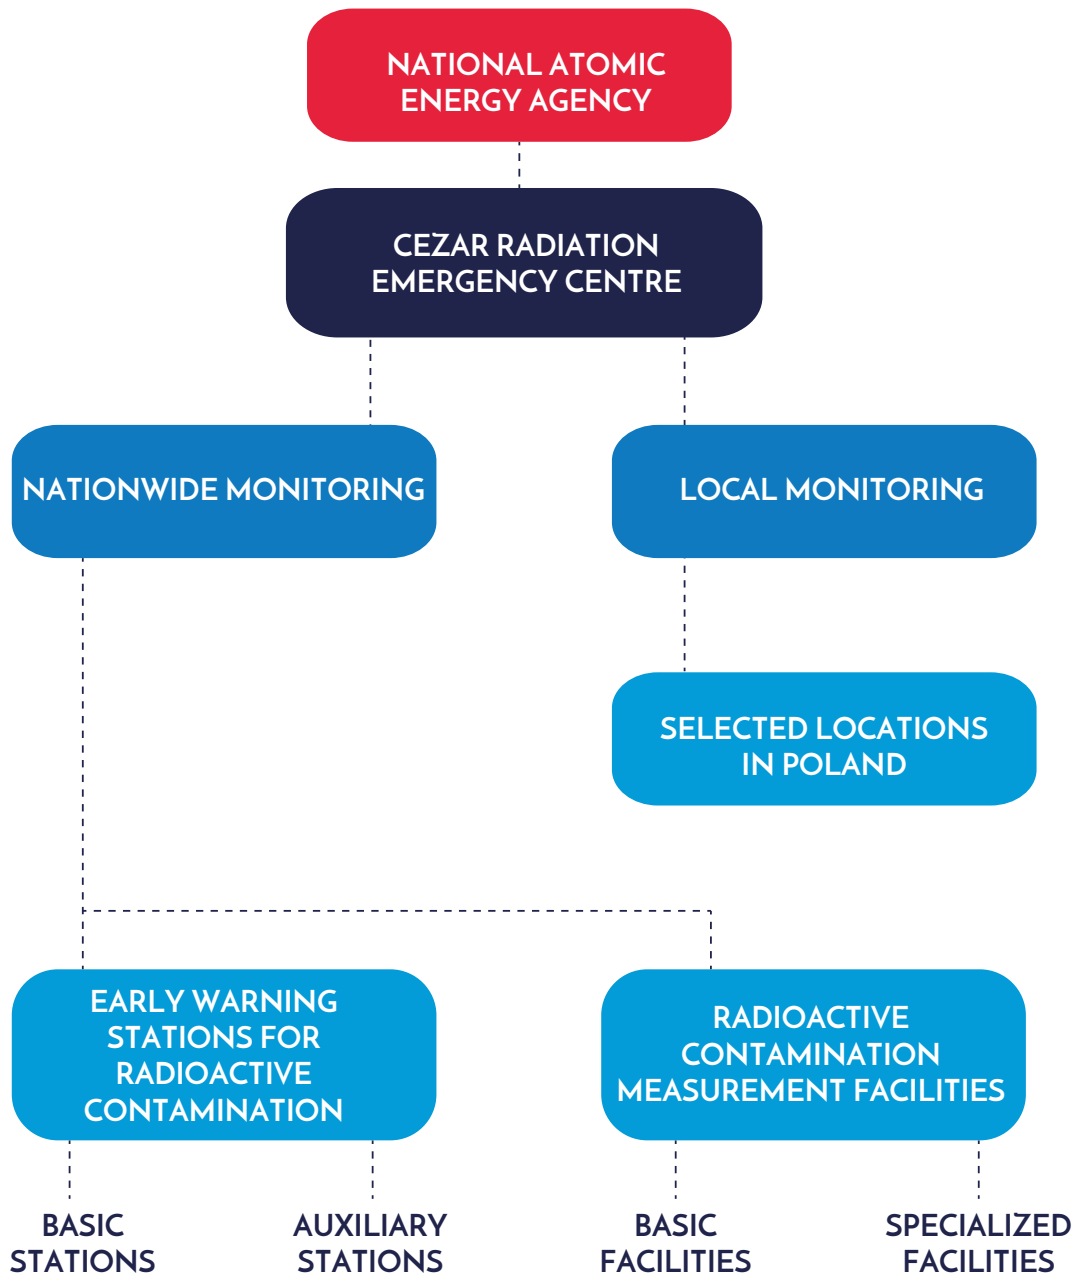 NATIONAL ATOMIC
ENERGY AGENCY
CEZAR RADIATION
EMERGENCY CENTRE
NATIONWIDE MONITORING
LOCAL MONITORING
SELECTED LOCATIONS
IN POLAND
EARLY WARNING
STATIONS FOR
RADIOACTIVE
CONTAMINATION
RADIOACTIVE
CONTAMINATION
MEASUREMENT FACILITIES
BASIC
STATIONS
AUXILIARY
STATIONS
BASIC
FACILITIES
SPECIALIZED
FACILITIES